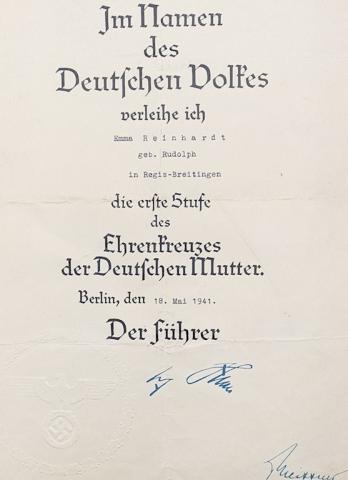 Im Namen
des
Deutschen Volkes
verleihe ich
Emma Reinhardt
geb. Rudolph
in Regis-Breitingen
die erste Stufe
des
Ehrenkreuzes
der Deutschen Mutter.
Berlin, den 18. Mai 1941.
Der Führer